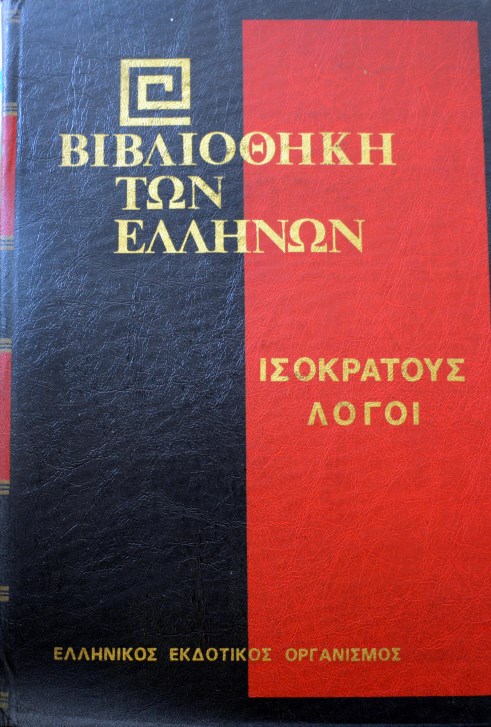 ΒΙΒΛΙΟΘΗΚΗ
ΤΩΝ
ΕΛΛΗΝΩΝ
ΙΣΟΚΡΑΤΟΥΣ
ΛΟΓΟΙ
ΕΛΛΗΝΙΚΟΣ ΕΚΔΟΤΙΚΟΣ ΟΡΓΑΝΙΣΜΟΣ